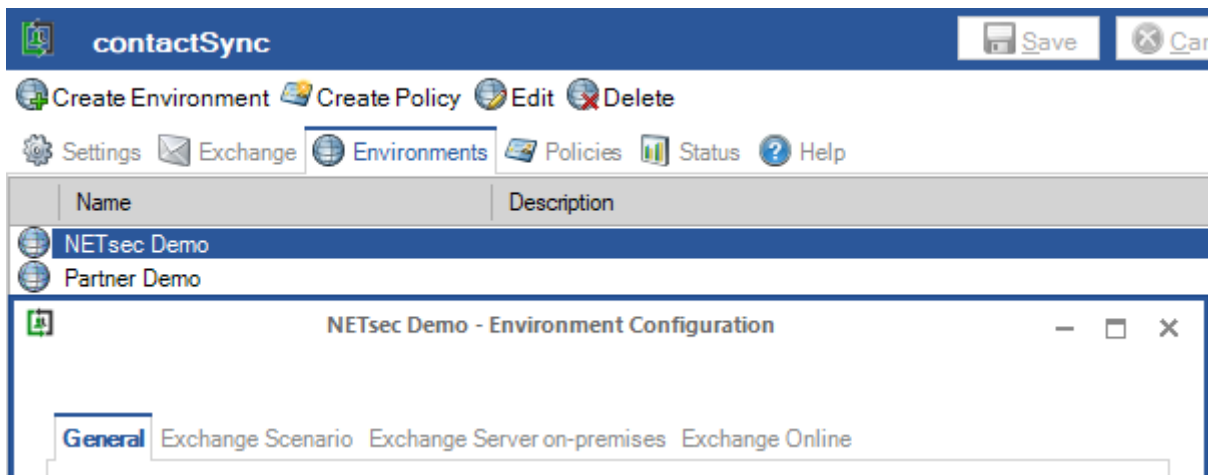 contactSync Save
Create Environment Create Policy Edit Delete
Settings Exchange Environments Policies Status Help
Name Description
NETsec Demo
Partner Demo
NETsec Demo - Environment Configuration
General Exchange Scenario Exchange Server on-premises Exchange Online